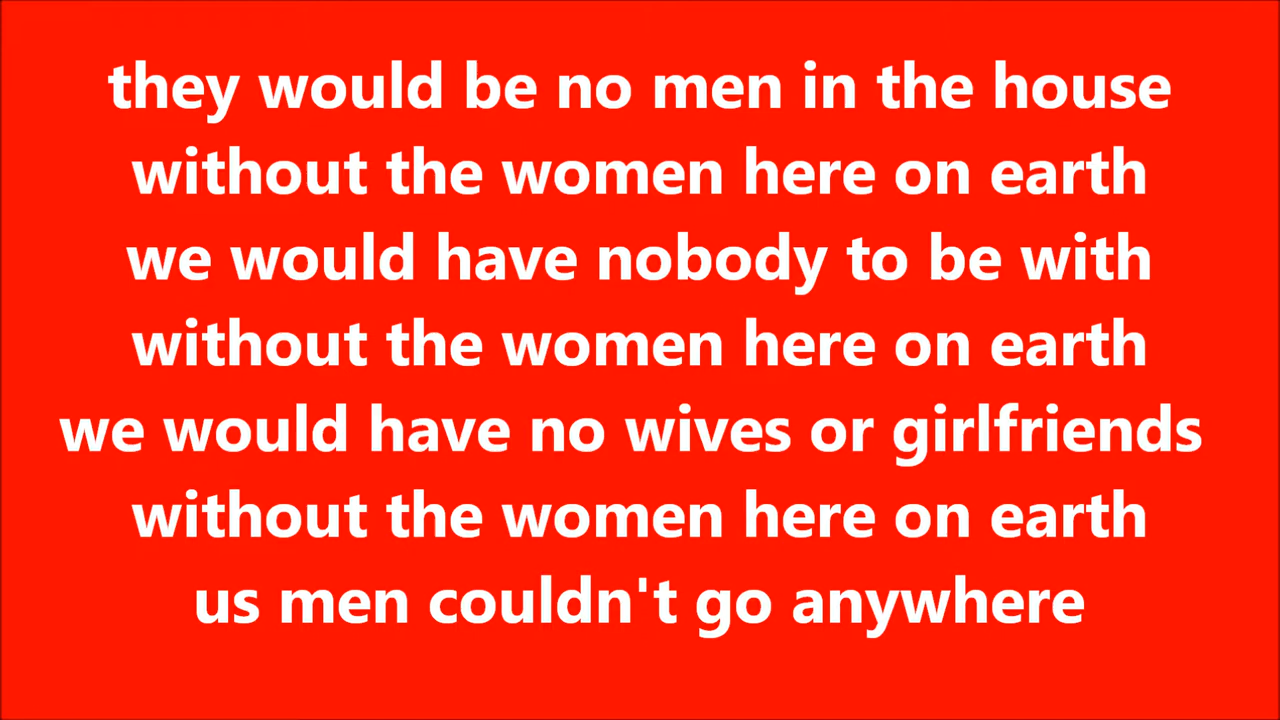 they would be no men in the house
without the women here on earth
we would have nobody to be with
without the women here on earth
we would have no wives or girlfriends
without the women here on earth
us men couldn't go anywhere